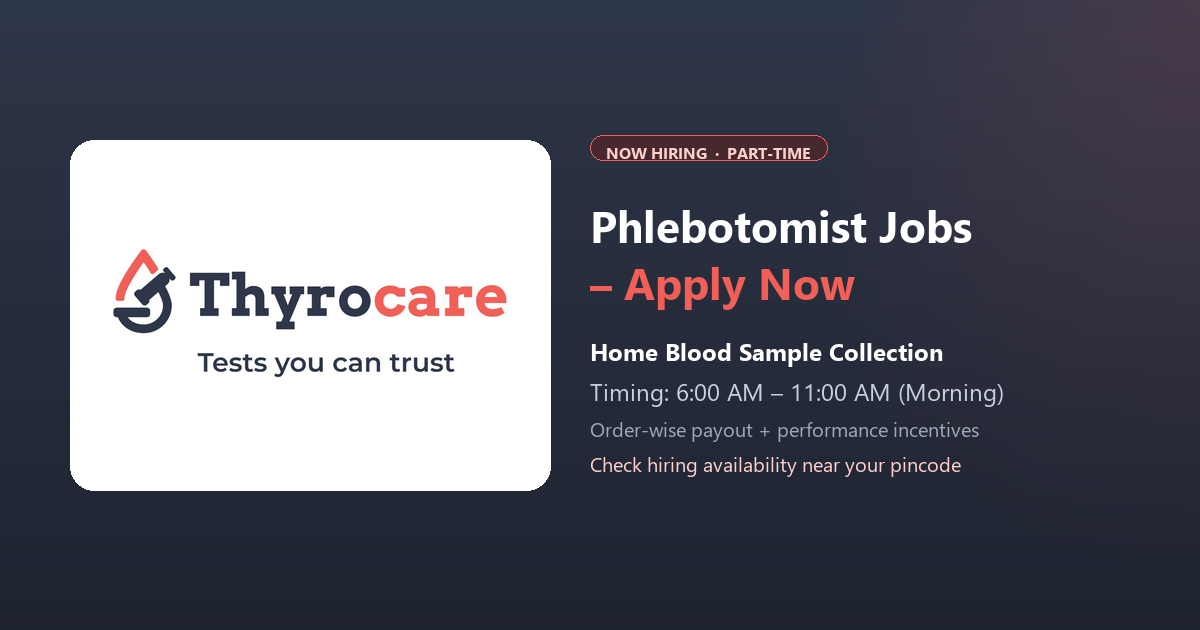 Thyrocare
Tests you can trust
NOW HIRING · PART-TIME
Phlebotomist Jobs
– Apply Now
Home Blood Sample Collection
Timing: 6:00 AM – 11:00 AM (Morning)
Order-wise payout + performance incentives
Check hiring availability near your pincode